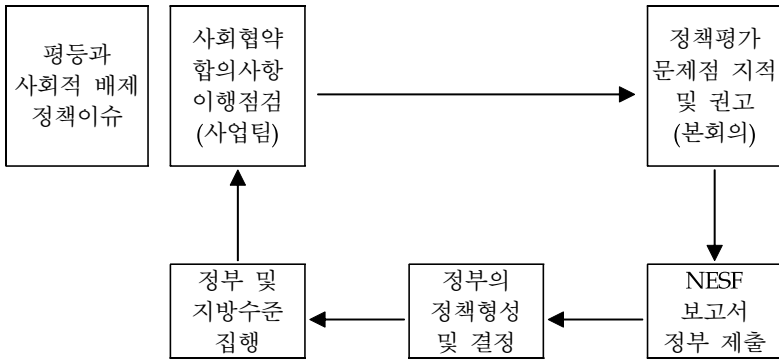 평등과
사회적 배제
정책이슈
사회협약
합의사항
이행점검
(사업팀)
정책평가
문제점 지적
및 권고
(본회의)
정부 및
지방수준
집행
정부의
정책형성
및 결정
NESF
보고서
정부 제출